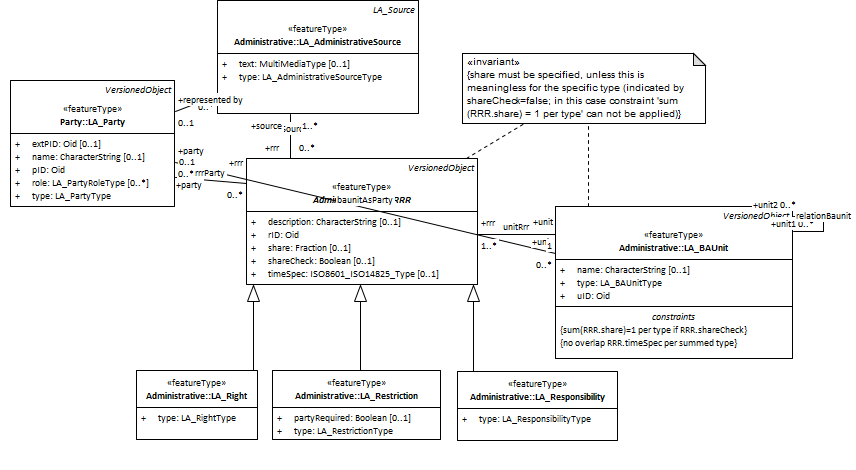 LA_Source
«featureType»
Administrative::LA_AdministrativeSource
+ text: MultiMediaType [0..1]
+ type: LA_AdministrativeSourceType
VersionedObject
«featureType»
Party::LA_Party
+ extPID: Oid [0..1]
+ name: CharacterString [0..1]
+ pID: Oid
+ role: LA_PartyRoleType [0..*]
+ type: LA_PartyType
+represented by
0..*
0..1
+source
1..*
+rrr
0..*
«invariant»
{share must be specified, unless this is
meaningless for the specific type (indicated by
shareCheck=false; in this case constraint 'sum
(RRR.share) = 1 per type' can not be applied)}
+party
0..1
+rrr
0..*
rrrParty
+party
0..*
VersionedObject
«featureType»
baunitAsParty
+ description: CharacterString [0..1]
+ rID: Oid
+ share: Fraction [0..1]
+ shareCheck: Boolean [0..1]
+ timeSpec: ISO8601_ISO14825_Type [0..1]
+rrr
unitRrr
+unit
1..*
1
0..*
+unit2 0..*
VersionedObject
relationBaunit
+unit1 0..*
«featureType»
Administrative::LA_BAUnit
+ name: CharacterString [0..1]
+ type: LA_BAUnitType
+ uID: Oid
constraints
{sum(RRR.share)=1 per type if RRR.shareCheck}
{no overlap RRR.timeSpec per summed type}
«featureType»
Administrative::LA_Right
+ type: LA_RightType
«featureType»
Administrative::LA_Restriction
+ partyRequired: Boolean [0..1]
+ type: LA_RestrictionType
«featureType»
Administrative::LA_Responsibility
+ type: LA_ResponsibilityType